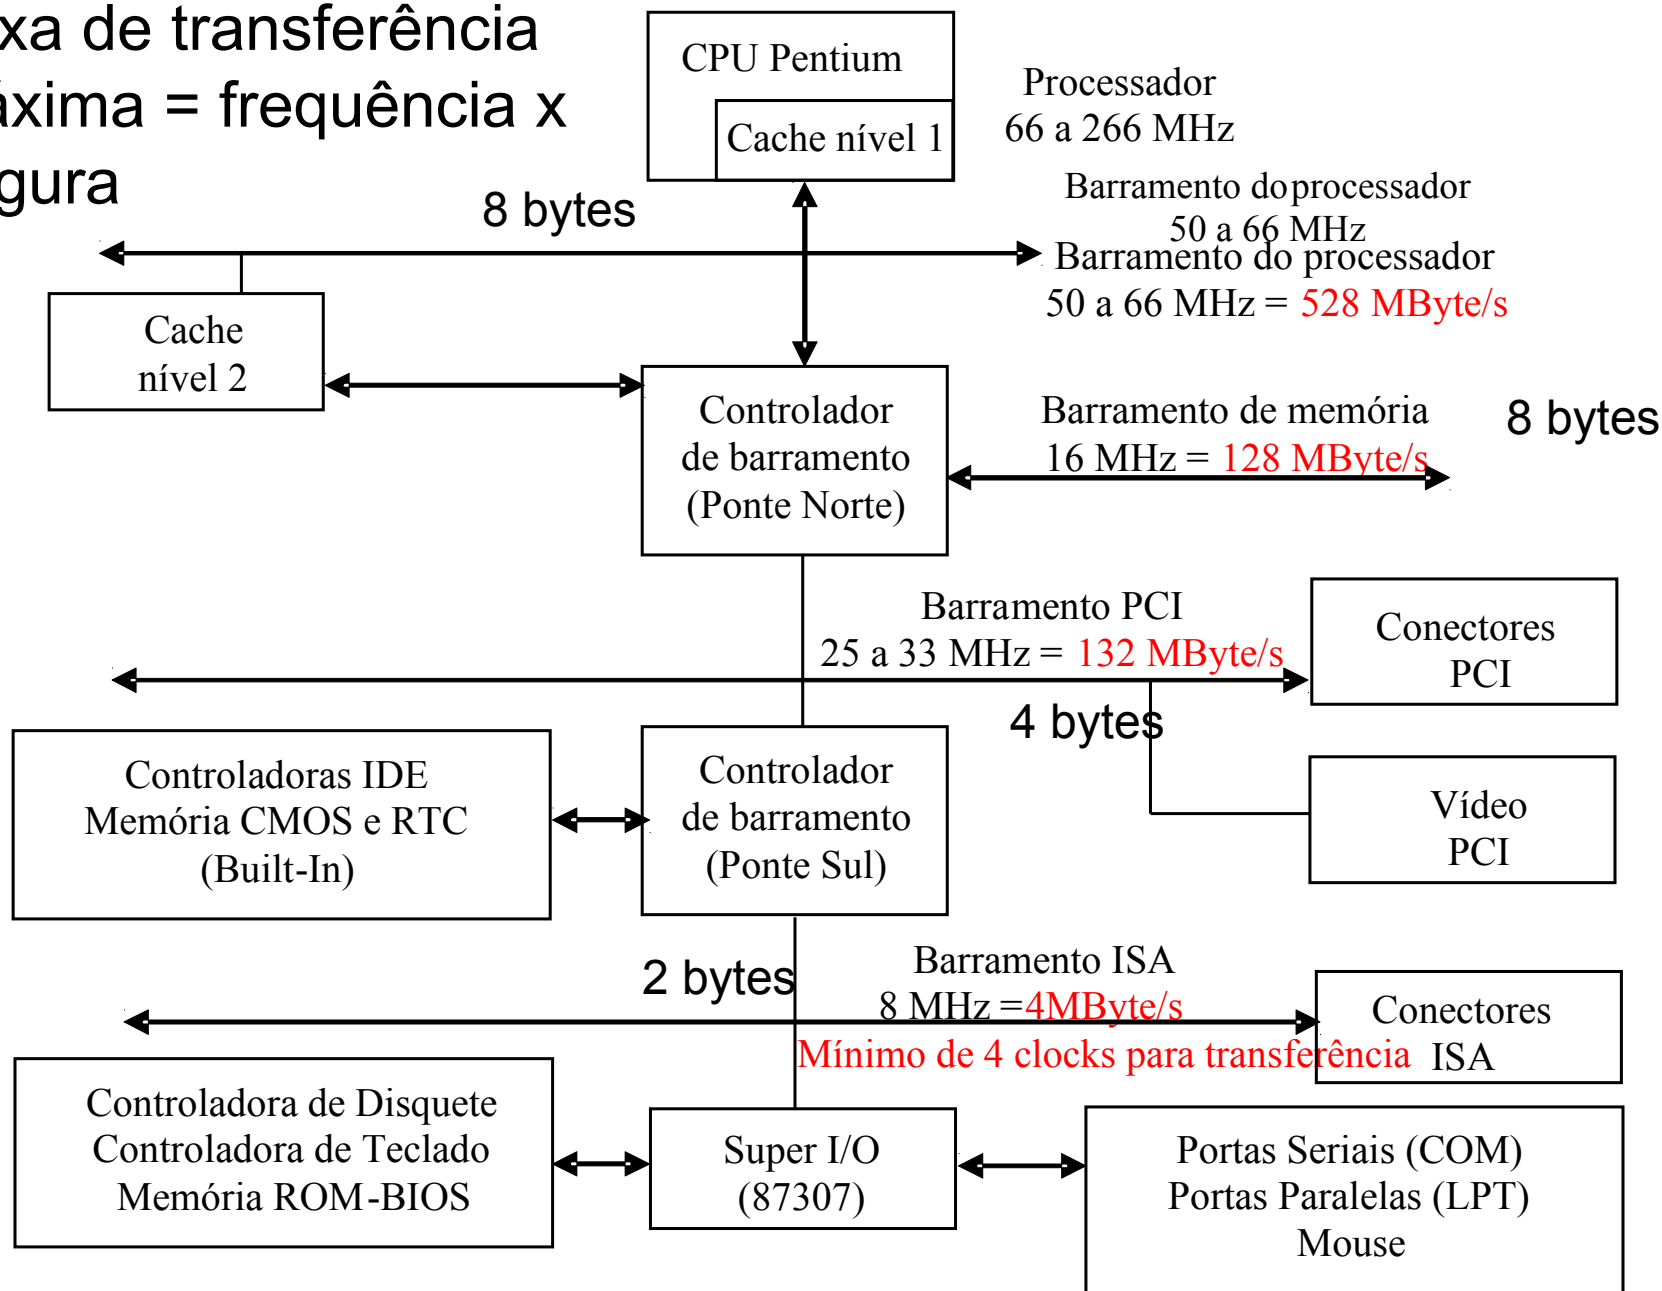 xa de transferência
áxima = frequência x
gura
CPU Pentium
Cache nível 1
Processador
66 a 266 MHz
8 bytes
Barramento do processador
50 a 66 MHz
Barramento do processador
50 a 66 MHz = 528 MByte/s
Cache
nível 2
Controlador
de barramento
(Ponte Norte)
Barramento de memória
16 MHz = 128 MByte/s
8 bytes
Barramento PCI
25 a 33 MHz = 132 MByte/s
4 bytes
Conectores
PCI
Controladoras IDE
Memória CMOS e RTC
(Built-In)
Controlador
de barramento
(Ponte Sul)
Vídeo
PCI
2 bytes
Barramento ISA
8 MHz =4MByte/s
Mínimo de 4 clocks para transferência
Conectores
ISA
Controladora de Disquete
Controladora de Teclado
Memória ROM-BIOS
Super I/O
(87307)
Portas Seriais (COM)
Portas Paralelas (LPT)
Mouse